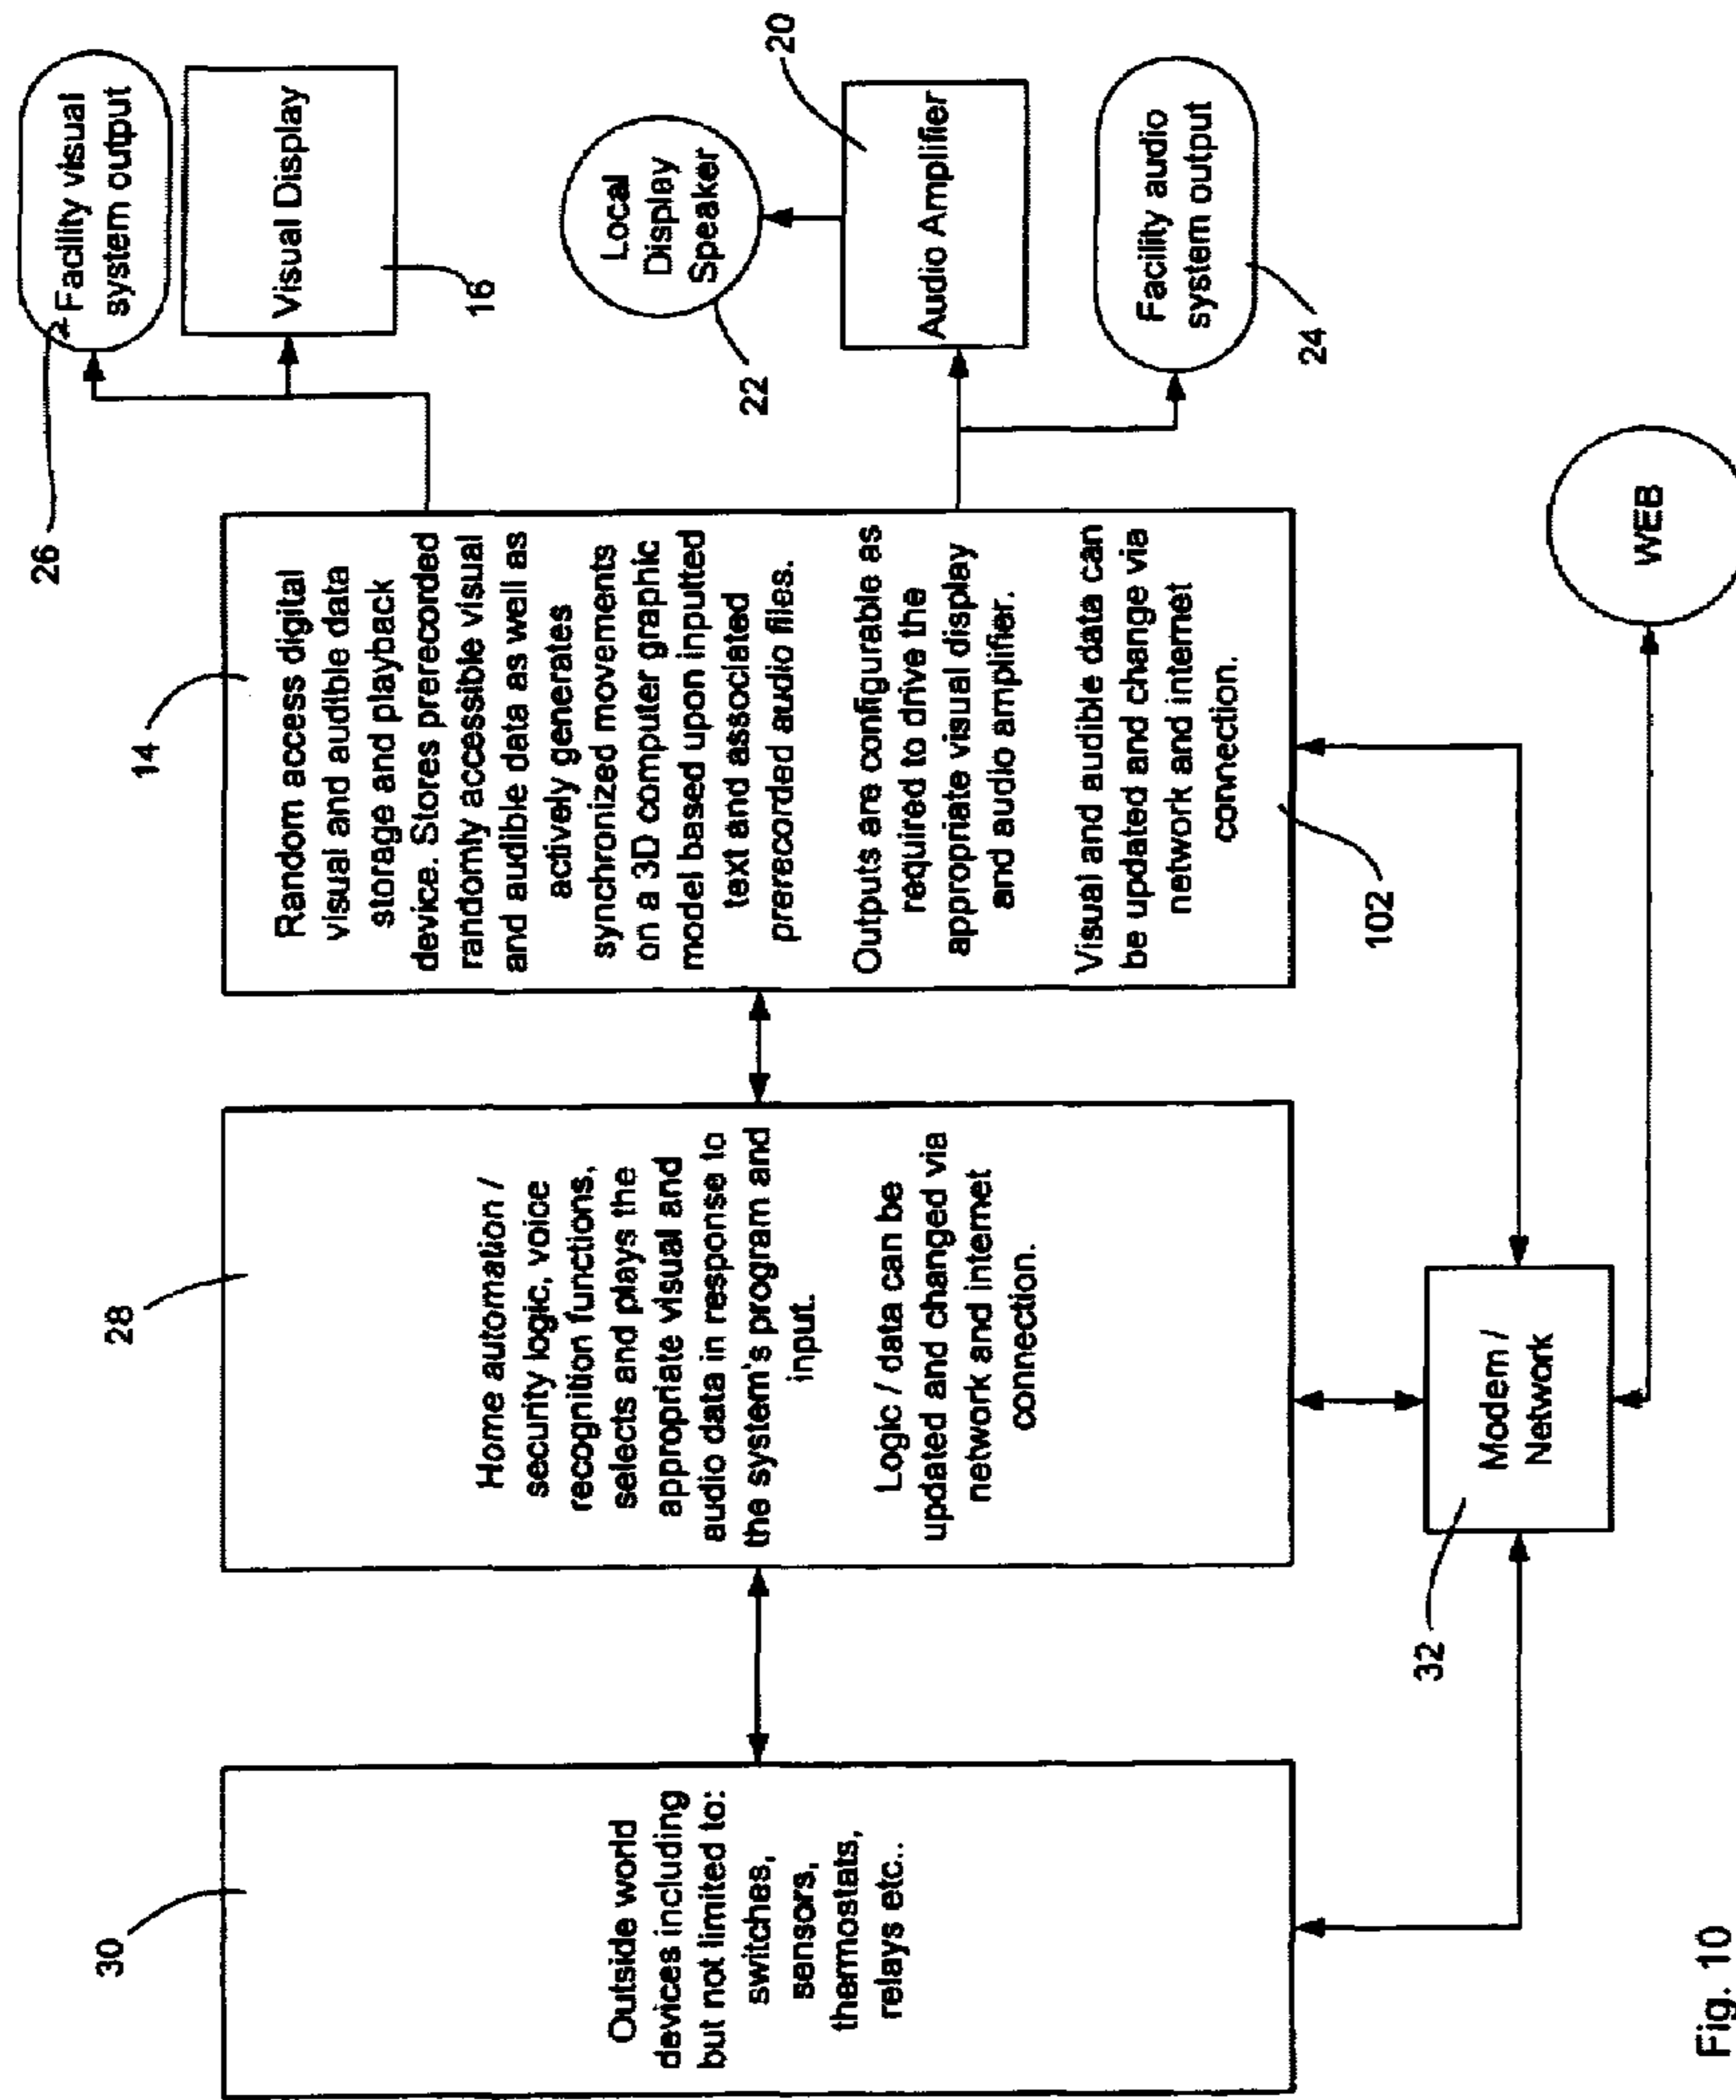 30
Outside world
devices including
but not limited to:
switches,
sensors,
thermostats,
relays etc..
28
Home automation /
security logic, voice
recognition functions,
selects and plays the
appropriate visual and
audio data in response to
the system's program and
input.
Logic / data can be
updated and changed via
network and internet
connection.
14
Random access digital
visual and audible data
storage and playback
device. Stores prerecorded
randomly accessible visual
and audible data as well as
actively generates
synchronized movements
on a 3D computer graphic
model based upon inputted
text and associated
prerecorded audio files.
Outputs are configurable as
required to drive the
appropriate visual display
and audio amplifier.
Visual and audible data can
be updated and change via
network and internet
connection.
102
26
Facility visual
system output
Visual Display
16
Local
Display
Speaker
22
20
Audio Amplifier
Facility audio
system output
24
32
Modem /
Network
WEB
Fig. 10